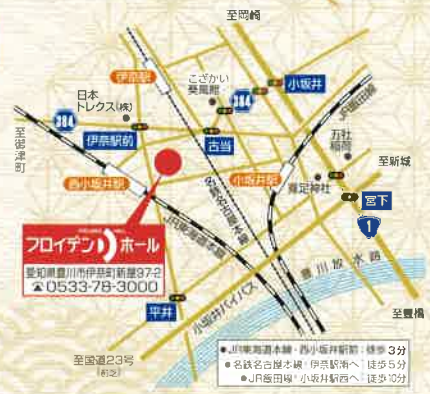 至岡崎
伊奈駅
こざかい
葵風館
384
小坂井
日本
トレクス(株)
384
伊奈駅前
古当
JR飯田線
五社
稲荷
至御津町
至新城
西小坂井駅
小坂井駅
名鉄名古屋本線
菟足神社
宮下
1
フロイデンホール
愛知県豊川市伊奈町新屋97-2
☎0533-78-3000
JR東海道本線
豊川放水路
小坂井バイパス
平井
至豊橋
至国道23号
●JR東海道本線・西小坂井駅前:徒歩3分
●名鉄名古屋本線・伊奈駅南へ:徒歩5分
●JR飯田線・小坂井駅西へ:徒歩10分